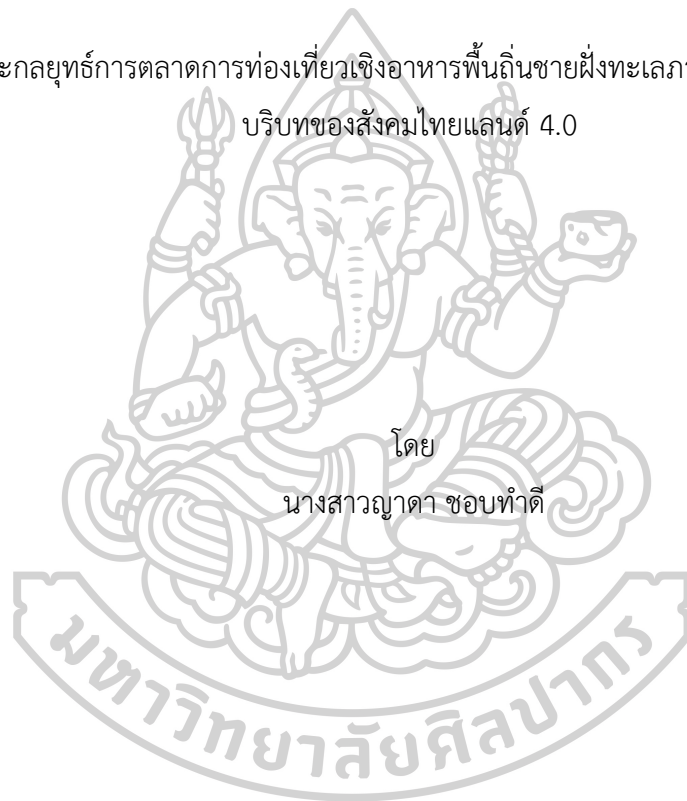 ะกลยุทธ์การตลาดการท่องเที่ยวเชิงอาหารพื้นถิ่นชายฝั่งทะเลภา
บริบทของสังคมไทยแลนด์ 4.0
โดย
นางสาวญาดา ชอบทำดี
มหาวิทยาลัยศิลปากร